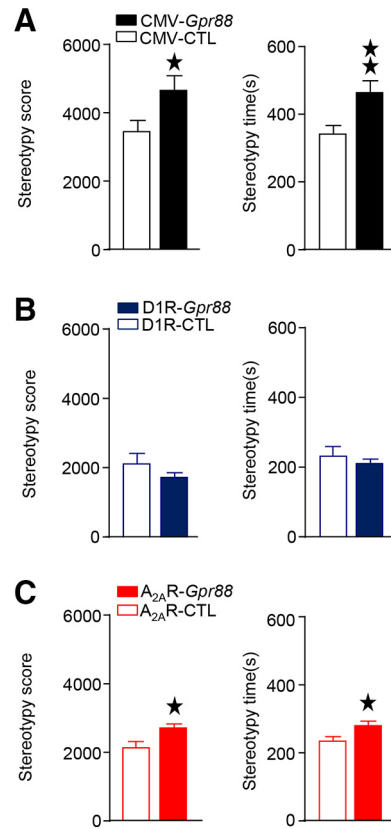 A
CMV-Gpr88
CMV-CTL
Stereotypy score
6000
4000
2000
0
Stereotypy time(s)
600
400
200
0
B
D1R-Gpr88
D1R-CTL
Stereotypy score
6000
4000
2000
0
Stereotypy time(s)
600
400
200
0
C
A2AR-Gpr88
A2AR-CTL
Stereotypy score
6000
4000
2000
0
Stereotypy time(s)
600
400
200
0